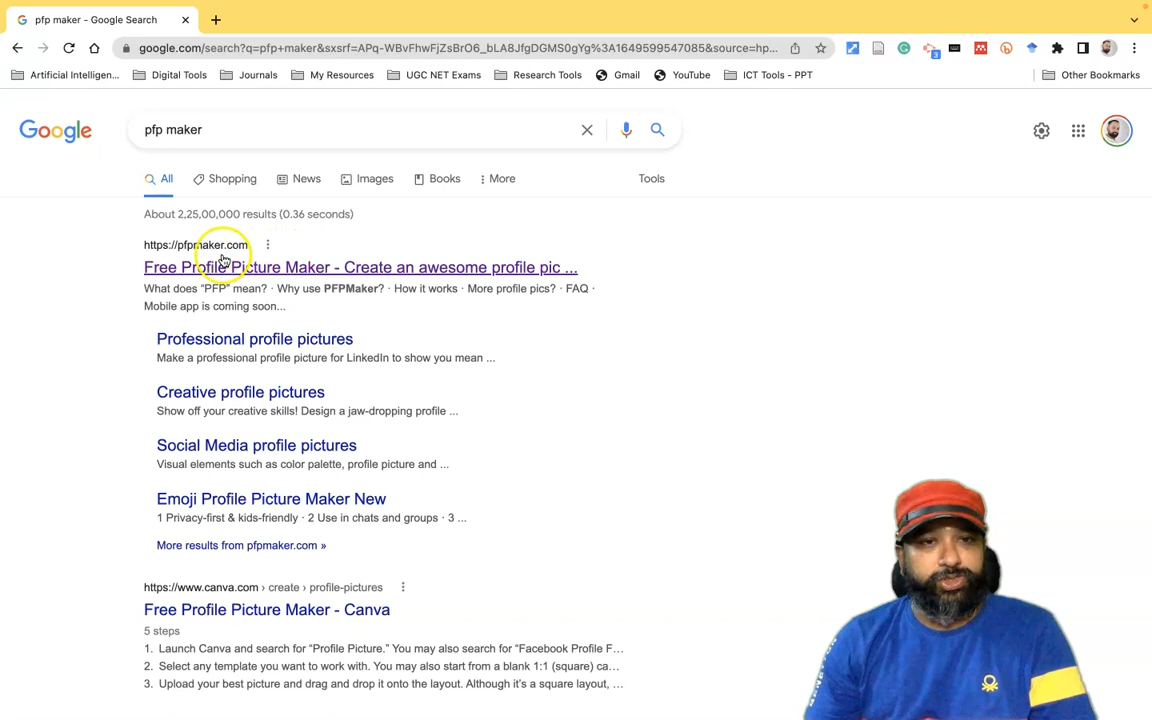 pfp maker - Google Search
google.com/search?q=pfp+maker&sxsrf=APq-WBvFhwFjZsBrO6_bLA8JfgDGMS0gYg%3A1649599547085&source=hp...
Artificial Intelligen... Digital Tools Journals My Resources UGC NET Exams Research Tools Gmail YouTube ICT Tools - PPT Other Bookmarks
Google pfp maker
All Shopping News Images Books More Tools
About 2,25,00,000 results (0.36 seconds)
https://pfpmaker.com
Free Profile Picture Maker - Create an awesome profile pic ...
What does “PFP” mean? · Why use PFPMaker? · How it works · More profile pics? · FAQ ·
Mobile app is coming soon...
Professional profile pictures
Make a professional profile picture for LinkedIn to show you mean ...
Creative profile pictures
Show off your creative skills! Design a jaw-dropping profile ...
Social Media profile pictures
Visual elements such as color palette, profile picture and ...
Emoji Profile Picture Maker New
1 Privacy-first & kids-friendly · 2 Use in chats and groups · 3 ...
More results from pfpmaker.com »
https://www.canva.com › create › profile-pictures
Free Profile Picture Maker - Canva
5 steps
1. Launch Canva and search for “Profile Picture.” You may also search for “Facebook Profile F...
2. Select any template you want to work with. You may also start from a blank 1:1 (square) ca...
3. Upload your best picture and drag and drop it onto the layout. Although it’s a square layout, ...